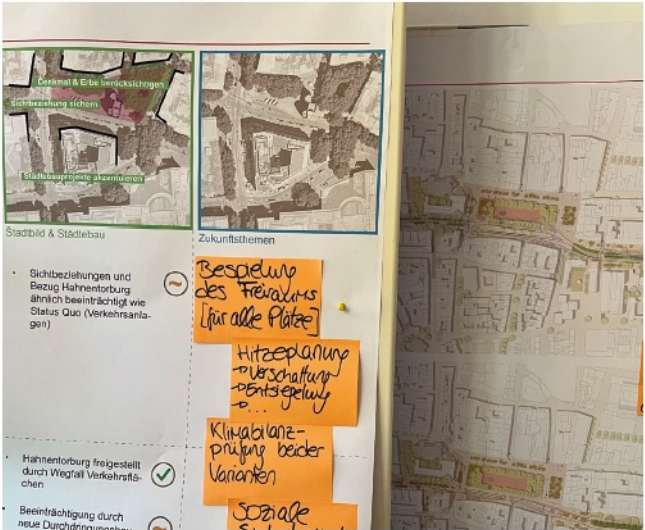 Denkmal & Erbe berücksichtigen
Sichtbeziehung sichern
Städtebauprojekte akzentuieren
Stadtbild & Städtebau
Zukunftsthemen
• Sichtbeziehungen und
Bezug Hahnentorburg
ähnlich beeinträchtigt wie
Status Quo (Verkehrsanla-
gen)
~
Bespielung
des Freiraums
[für alle Plätze]
Hitzeplanung
→ Verschattung
→ Entsiegelung
→ ...
Klimabilanz-
prüfung beider
Varianten
• Hahnentorburg freigestellt
durch Wegfall Verkehrsflä-
chen
• Beeinträchtigung durch
neue
~
Soziale